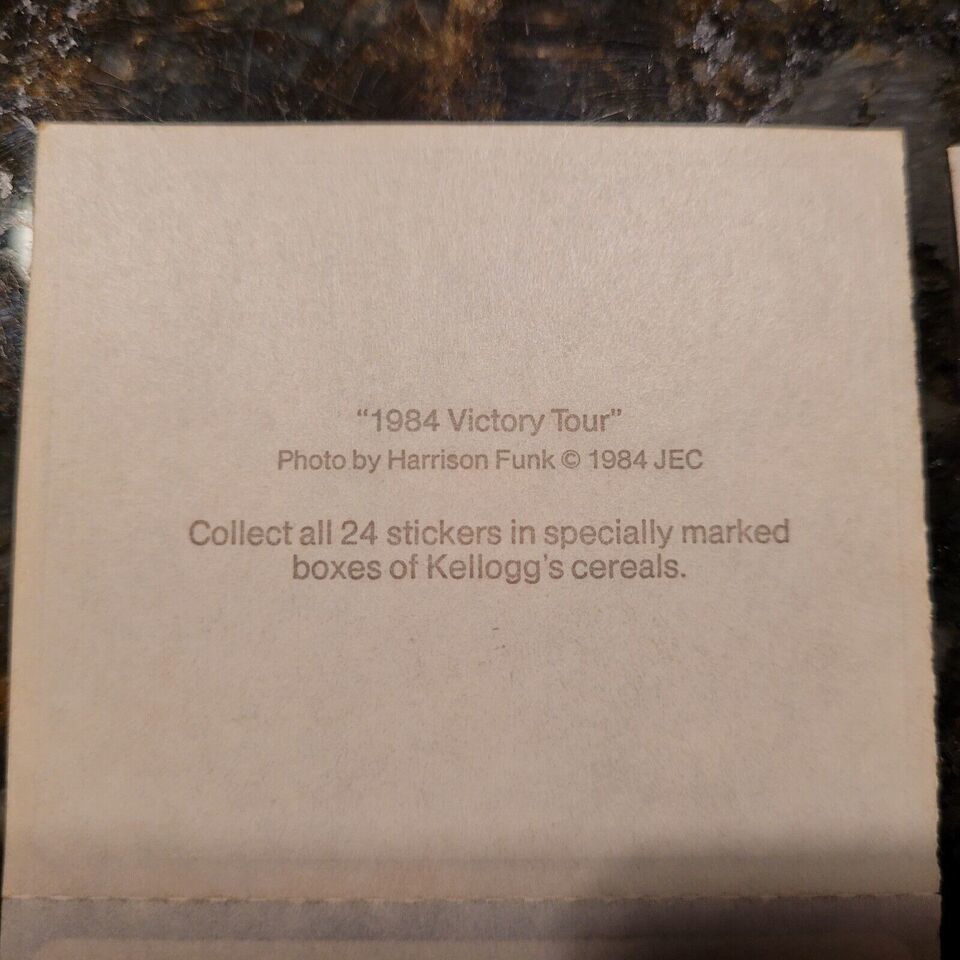 “1984 Victory Tour”
Photo by Harrison Funk © 1984 JEC
Collect all 24 stickers in specially marked
boxes of Kellogg’s cereals.